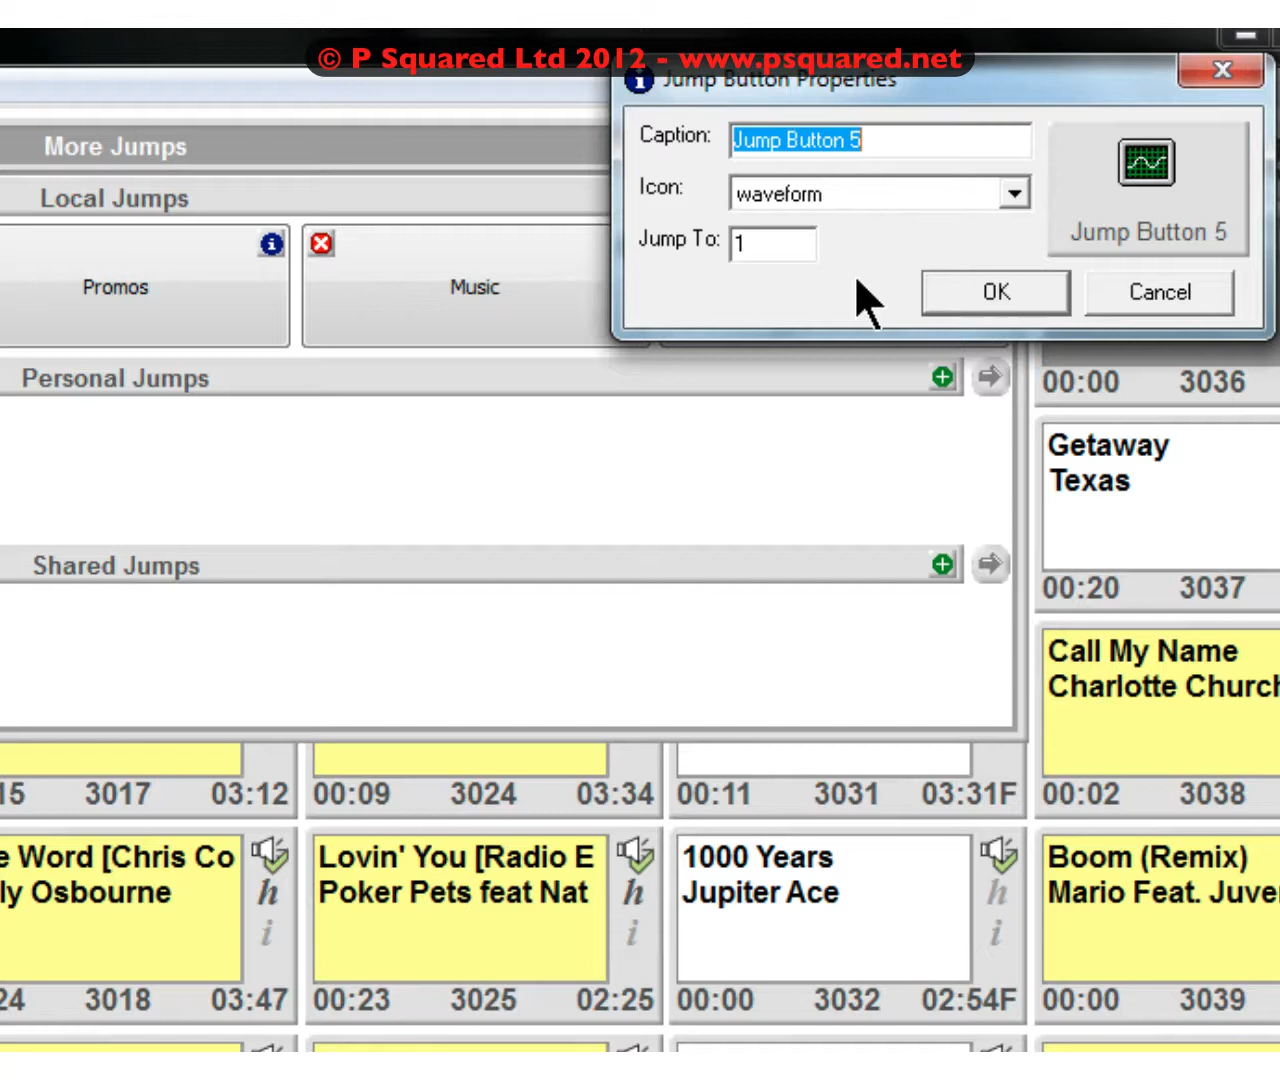 © P Squared Ltd 2012 - www.psquared.net
Jump Button Properties
Caption: Jump Button 5
Icon: waveform
Jump To: 1
Jump Button 5
OK Cancel
More Jumps
Local Jumps
Promos Music
Personal Jumps
Shared Jumps
00:00 3036
Getaway
Texas
00:20 3037
Call My Name
Charlotte Church
00:02 3038
15 3017 03:12 00:09 3024 03:34 00:11 3031 03:31F
e Word [Chris Co
ly Osbourne
h
i
24 3018 03:47
Lovin' You [Radio E
Poker Pets feat Nat
h
i
00:23 3025 02:25
1000 Years
Jupiter Ace
h
i
00:00 3032 02:54F
Boom (Remix)
Mario Feat. Juve
00:00 3039